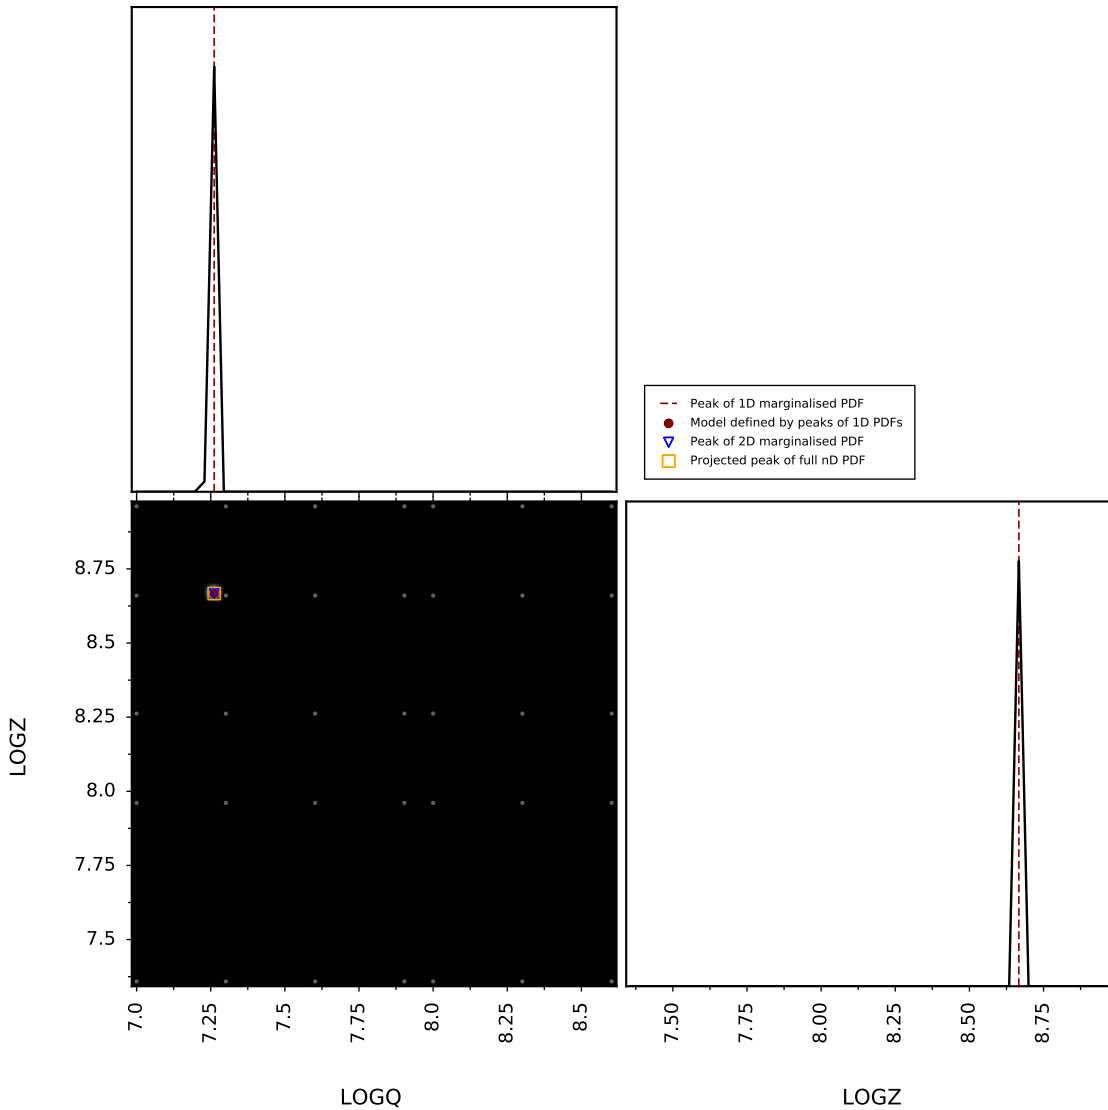 Peak of 1D marginalised PDF
Model defined by peaks of 1D PDFs
Peak of 2D marginalised PDF
Projected peak of full nD PDF
8.75
8.5
8.25
8.0
7.75
7.5
LOGZ
7.0
7.25
7.5
7.75
8.0
8.25
8.5
7.50
7.75
8.00
8.25
8.50
8.75
LOGQ
LOGZ